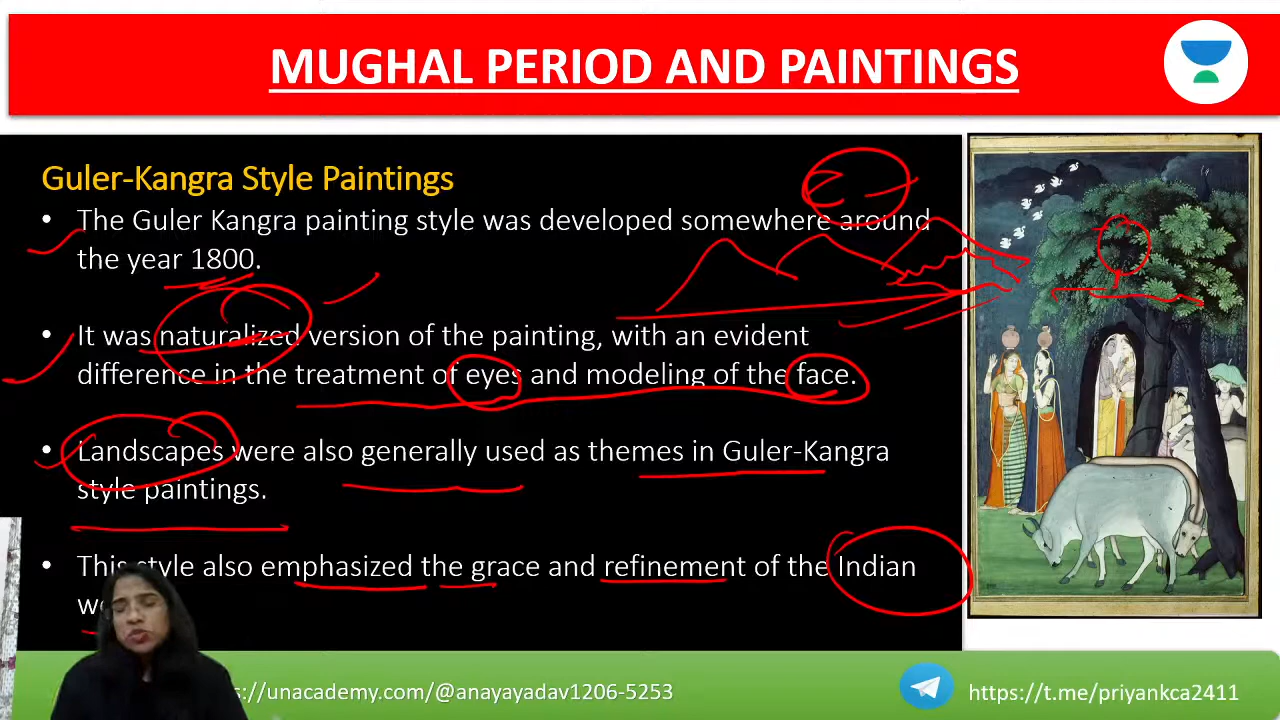 MUGHAL PERIOD AND PAINTINGS
Guler-Kangra Style Paintings
• The Guler Kangra painting style was developed somewhere around
the year 1800.
• It was naturalized version of the painting, with an evident
difference in the treatment of eyes and modeling of the face.
• Landscapes were also generally used as themes in Guler-Kangra
style paintings.
• This style also emphasized the grace and refinement of the Indian
s://unacademy.com/@anayayadav1206-5253
https://t.me/priyankca2411